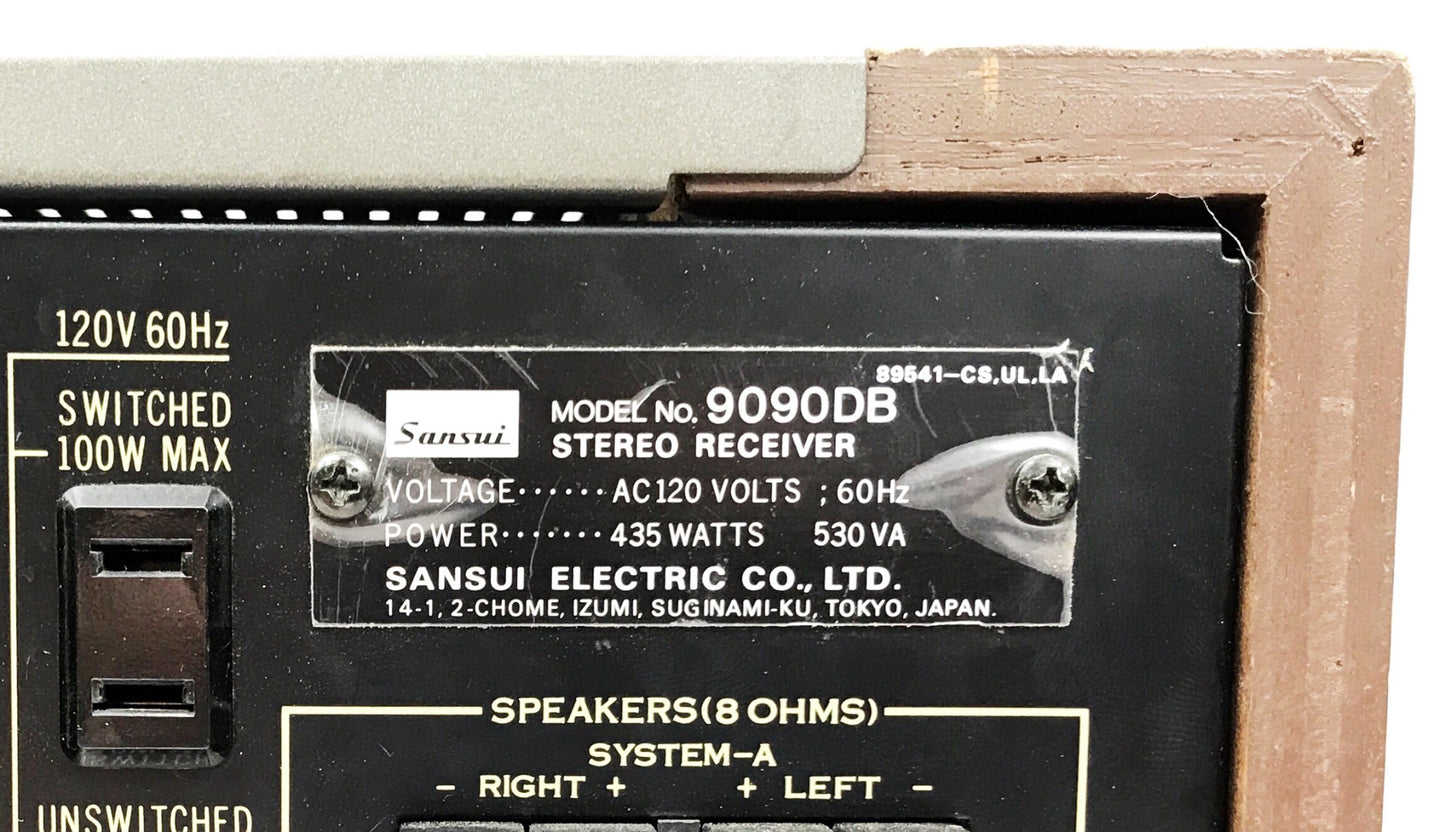 120V 60Hz
SWITCHED
100W MAX
UNSWITCHED
89541-CS,UL,LA
Sansui
MODEL No. 9090DB
STEREO RECEIVER
VOLTAGE······AC120 VOLTS ; 60Hz
POWER·······435 WATTS 530 VA
SANSUI ELECTRIC CO., LTD.
14-1, 2-CHOME, IZUMI, SUGINAMI-KU, TOKYO, JAPAN.
SPEAKERS(8 OHMS)
SYSTEM-A
- RIGHT + + LEFT -